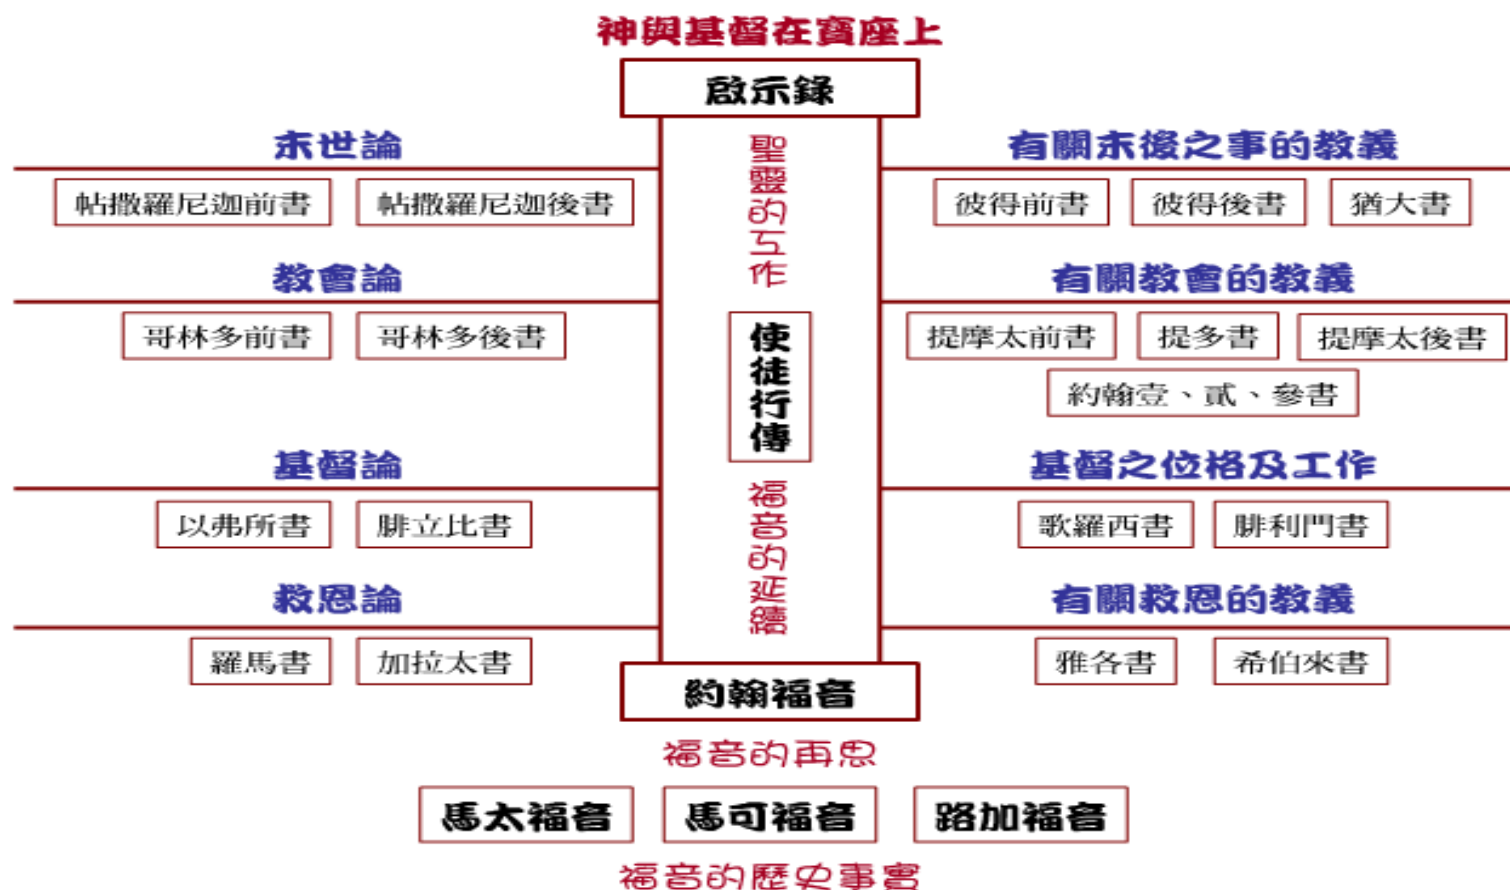 神與基督在寶座上
啟示錄
末世論
帖撒羅尼迦前書 帖撒羅尼迦後書
教會論
哥林多前書 哥林多後書
基督論
以弗所書 腓立比書
救恩論
羅馬書 加拉太書
聖靈的工作
使徒行傳
福音的延續
有關末後之事的教義
彼得前書 彼得後書 猶大書
有關教會的教義
提摩太前書 提多書 提摩太後書
約翰壹、貳、參書
基督之位格及工作
歌羅西書 腓利門書
有關救恩的教義
雅各書 希伯來書
約翰福音
福音的再思
馬太福音 馬可福音 路加福音
福音的歷史事實